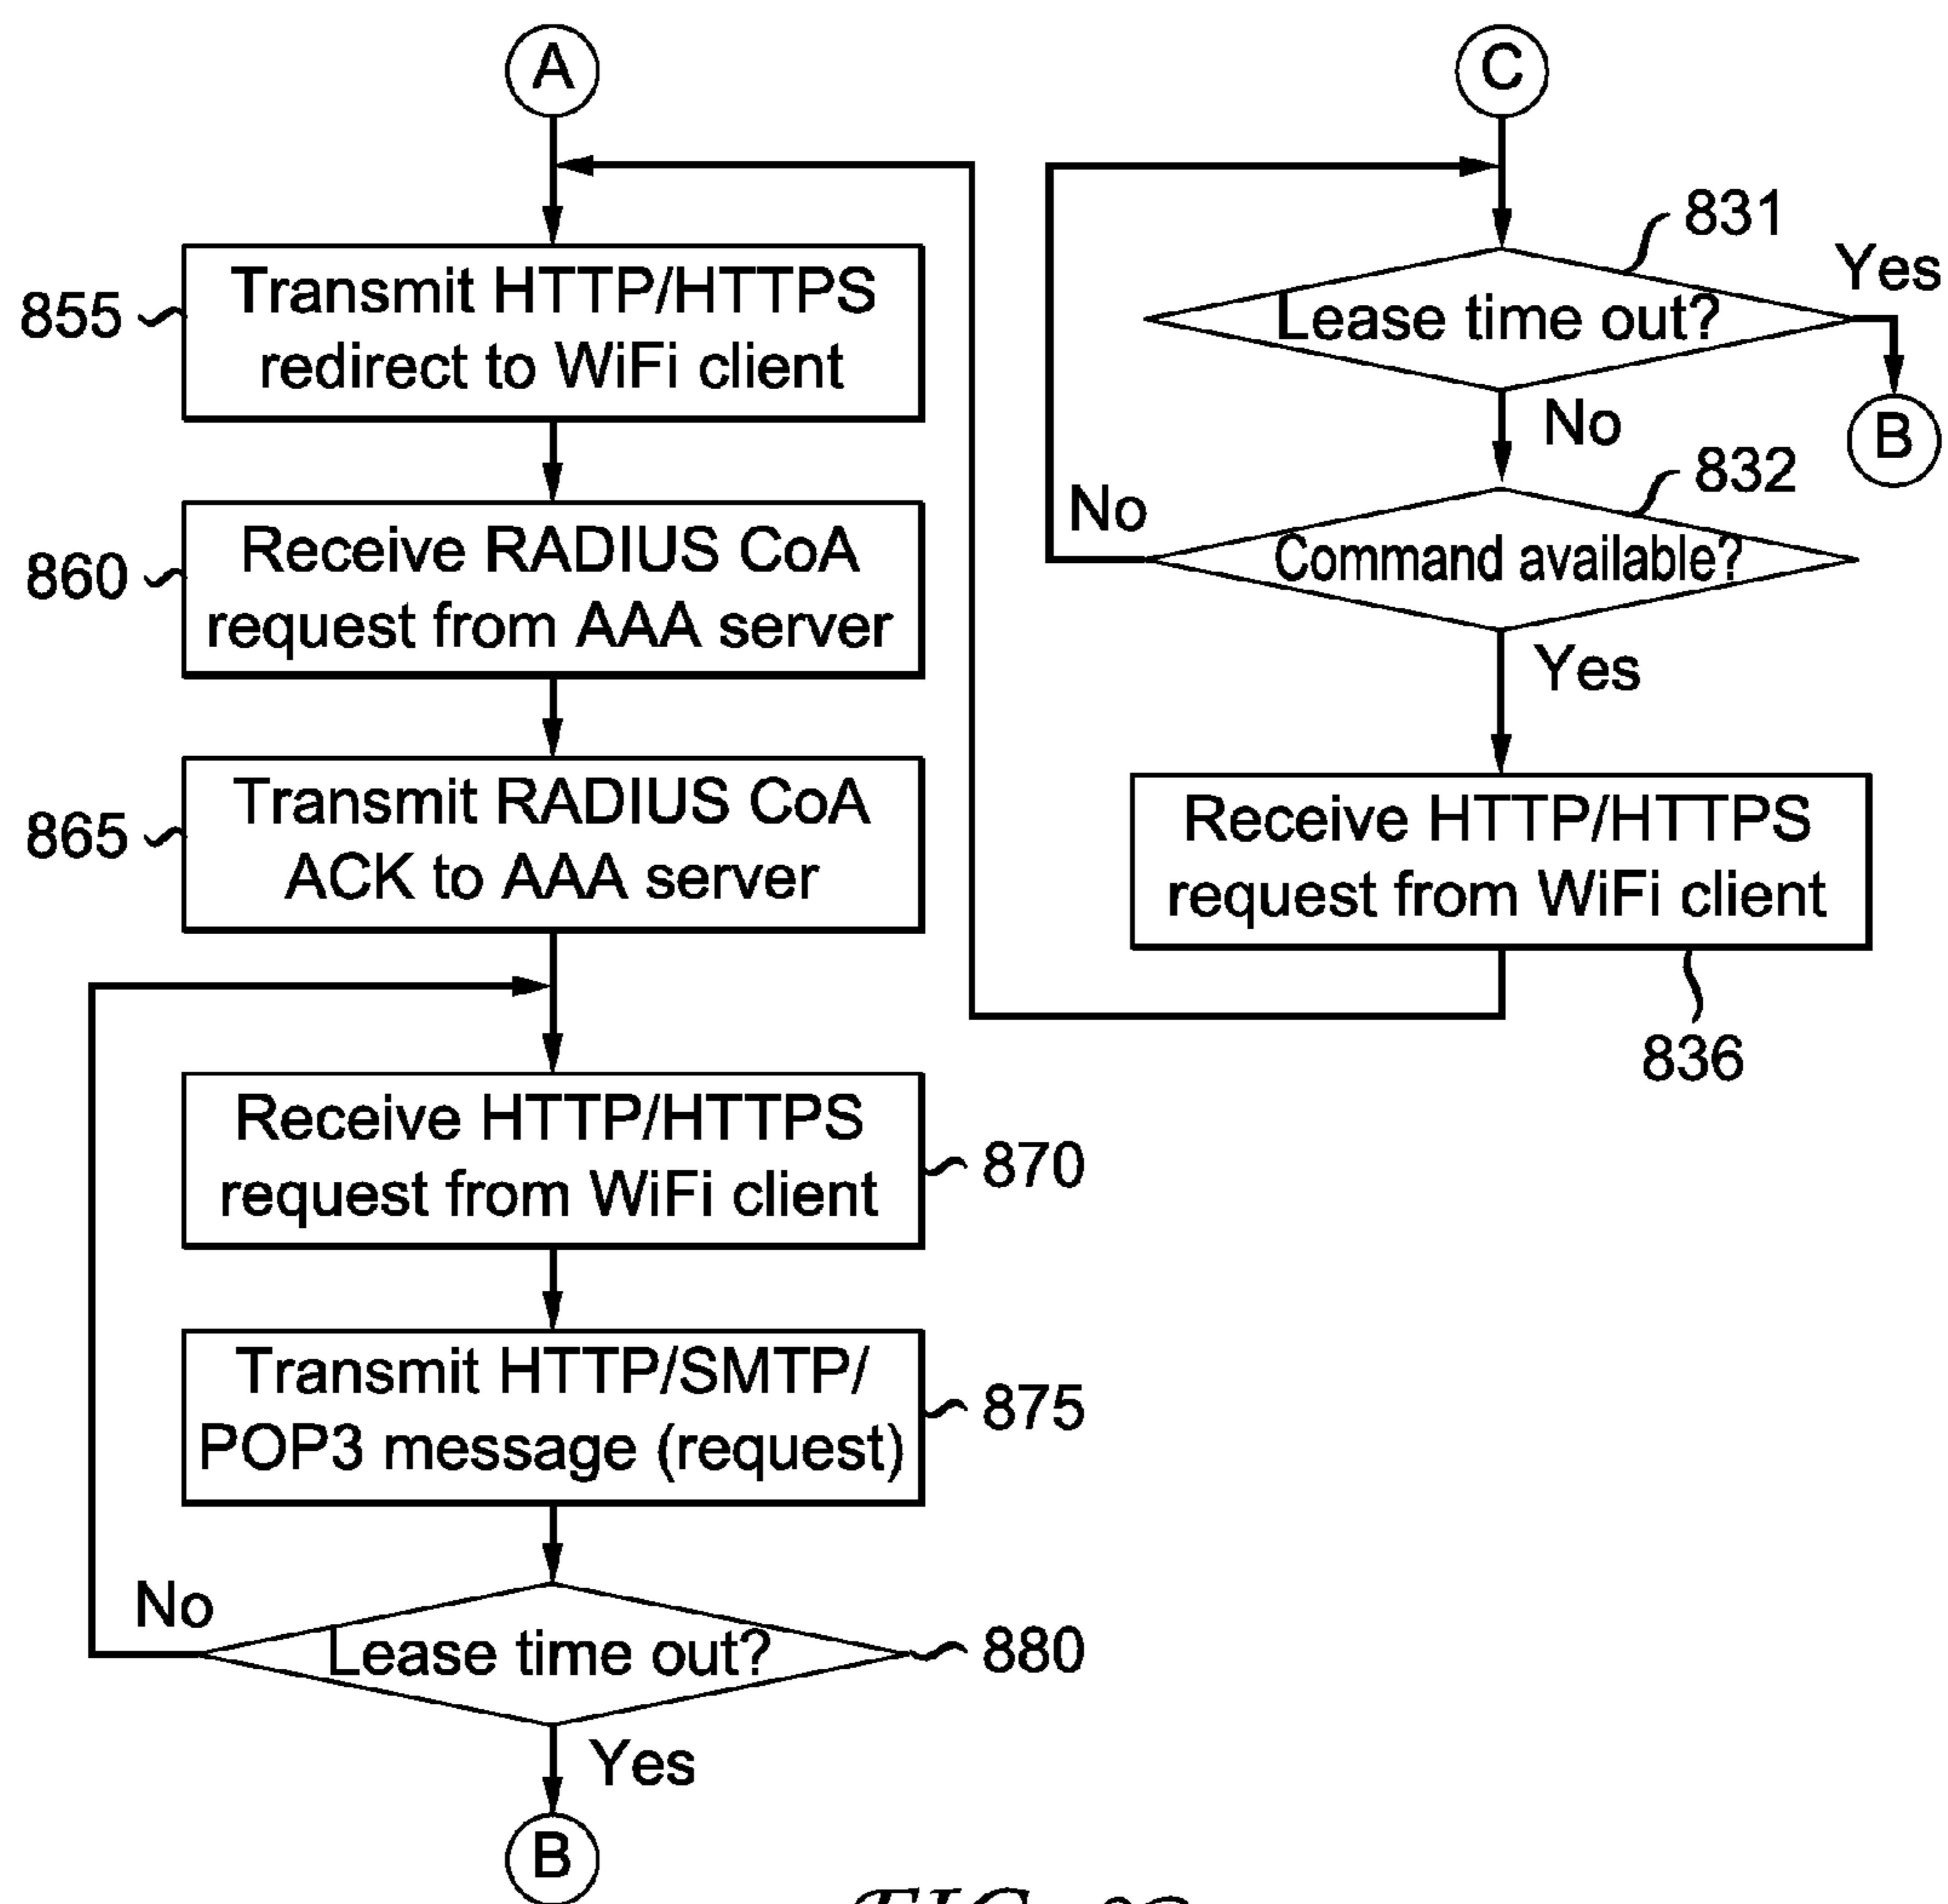 A
855
Transmit HTTP/HTTPS
redirect to WiFi client
860
Receive RADIUS CoA
request from AAA server
865
Transmit RADIUS CoA
ACK to AAA server
Receive HTTP/HTTPS
request from WiFi client
870
Transmit HTTP/SMTP/
POP3 message (request)
875
No
Lease time out?
880
Yes
B
C
831
Lease time out?
Yes
B
No
832
No
Command available?
Yes
Receive HTTP/HTTPS
request from WiFi client
836